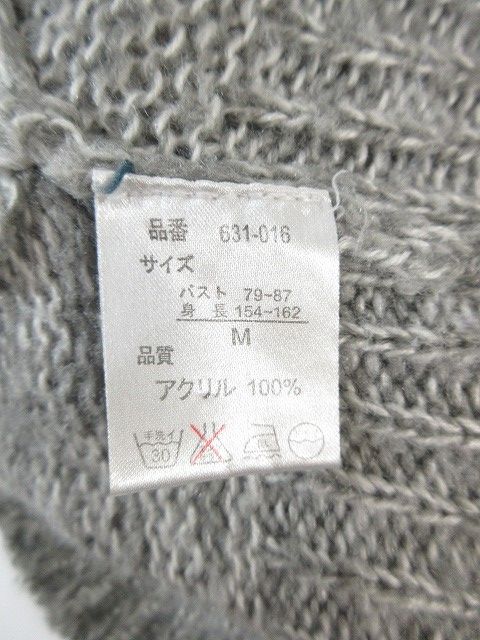 品番 631-016
サイズ
バスト 79~87
身 長 154~162
M
品質
アクリル 100%
手洗イ
30